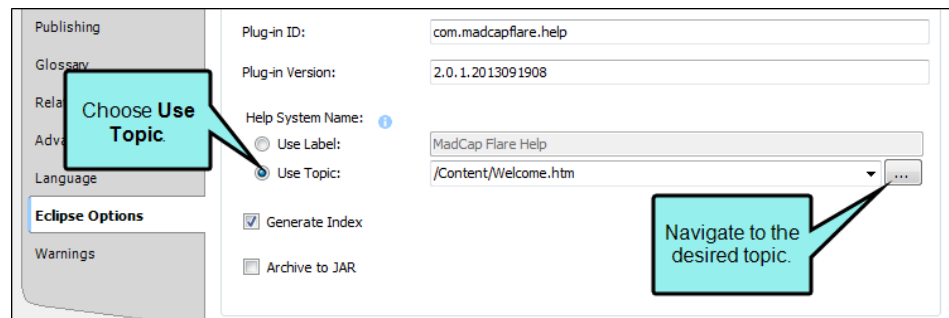 Publishing
Glossary
Rela
Adva
Language
Eclipse Options
Warnings
Choose Use
Topic.
Plug-in ID:
com.madcapflare.help
Plug-in Version:
2.0.1.2013091908
Help System Name:
Use Label:
MadCap Flare Help
Use Topic:
/Content/Welcome.htm
...
Generate Index
Archive to JAR
Navigate to the
desired topic.